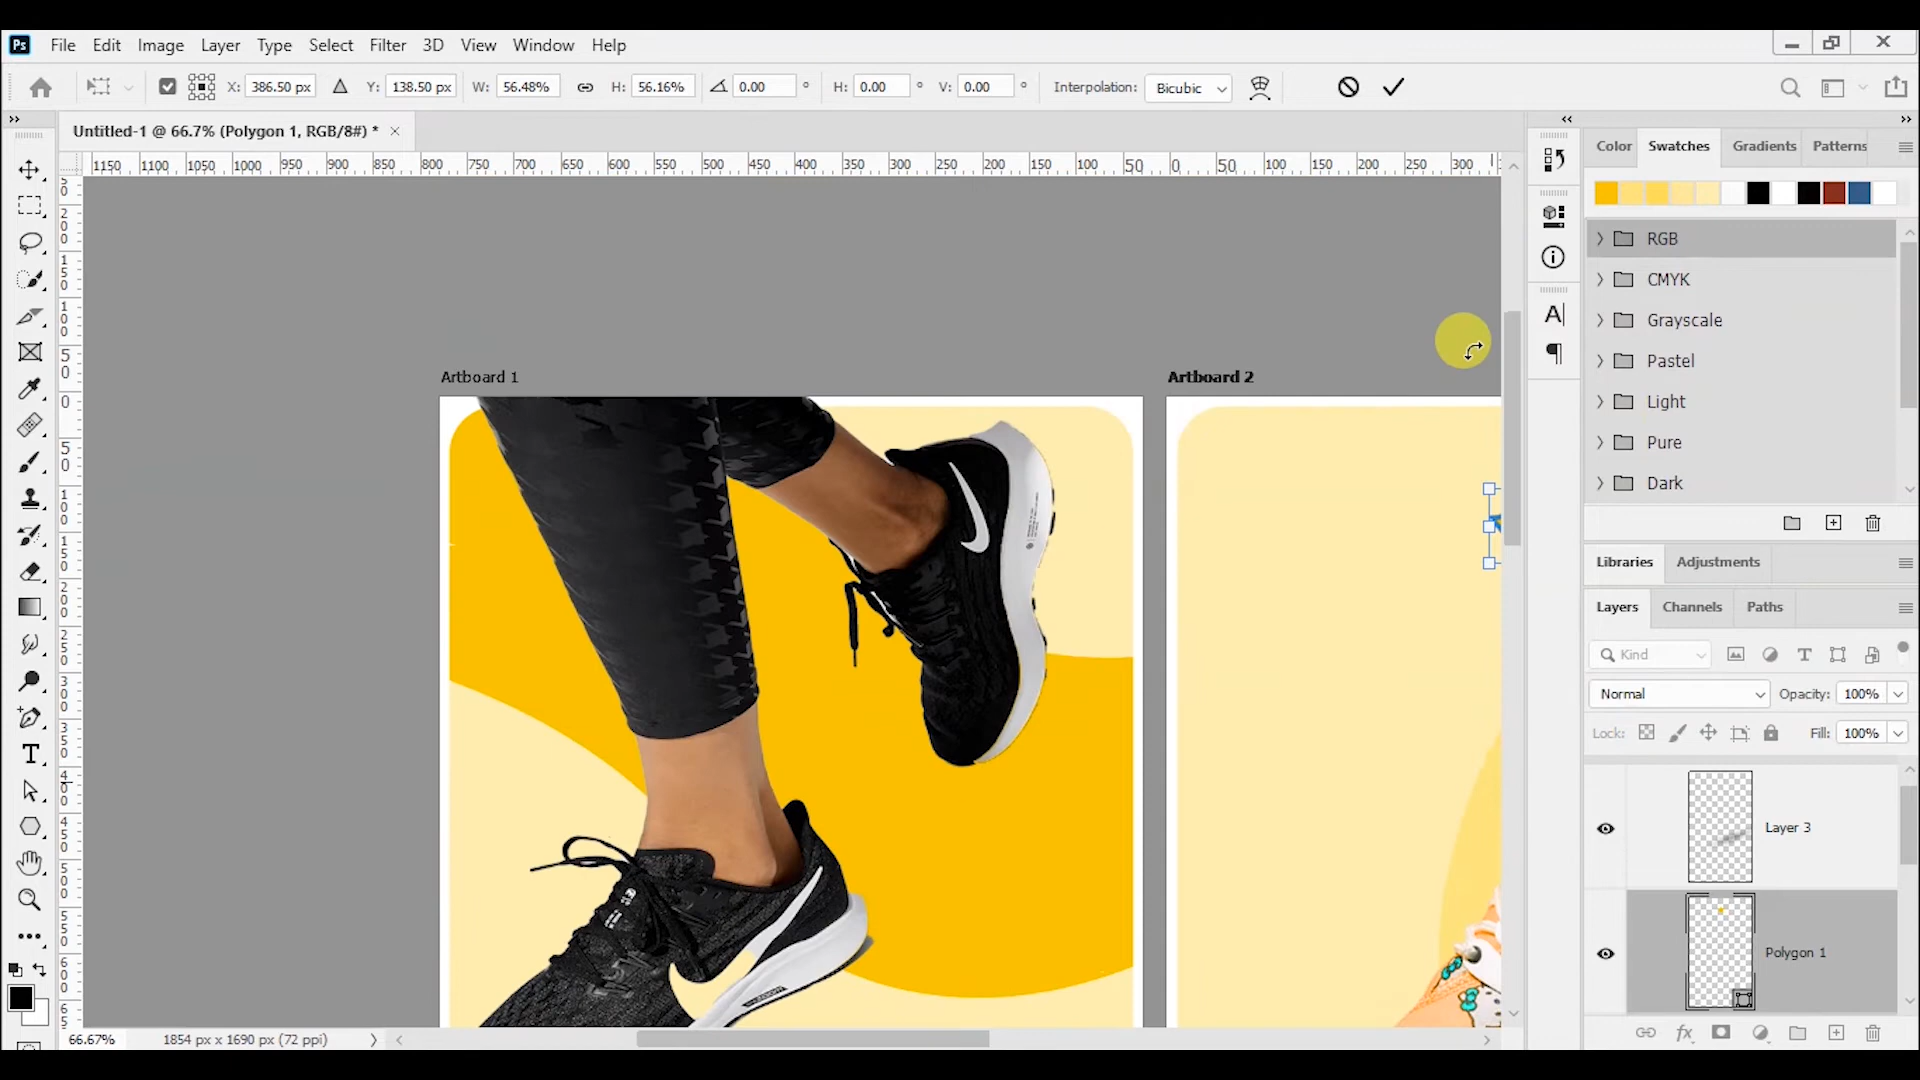 Ps File Edit Image Layer Type Select Filter 3D View Window Help
X: 386.50 px Y: 138.50 px W: 56.48% H: 56.16% 0.00 ° H: 0.00 ° V: 0.00 ° Interpolation: Bicubic
Untitled-1 @ 66.7% (Polygon 1, RGB/8#) * ×
1150 1100 1050 1000 950 900 850 800 750 700 650 600 550 500 450 400 350 300 250 200 150 100 50 0 50 100 150 200 250 300
Color Swatches Gradients Patterns
RGB
CMYK
Grayscale
Pastel
Light
Pure
Dark
Artboard 1
Artboard 2
Libraries Adjustments
Layers Channels Paths
Kind
Normal Opacity: 100%
Lock: Fill: 100%
Layer 3
Polygon 1
66.67% 1854 px x 1690 px (72 ppi)